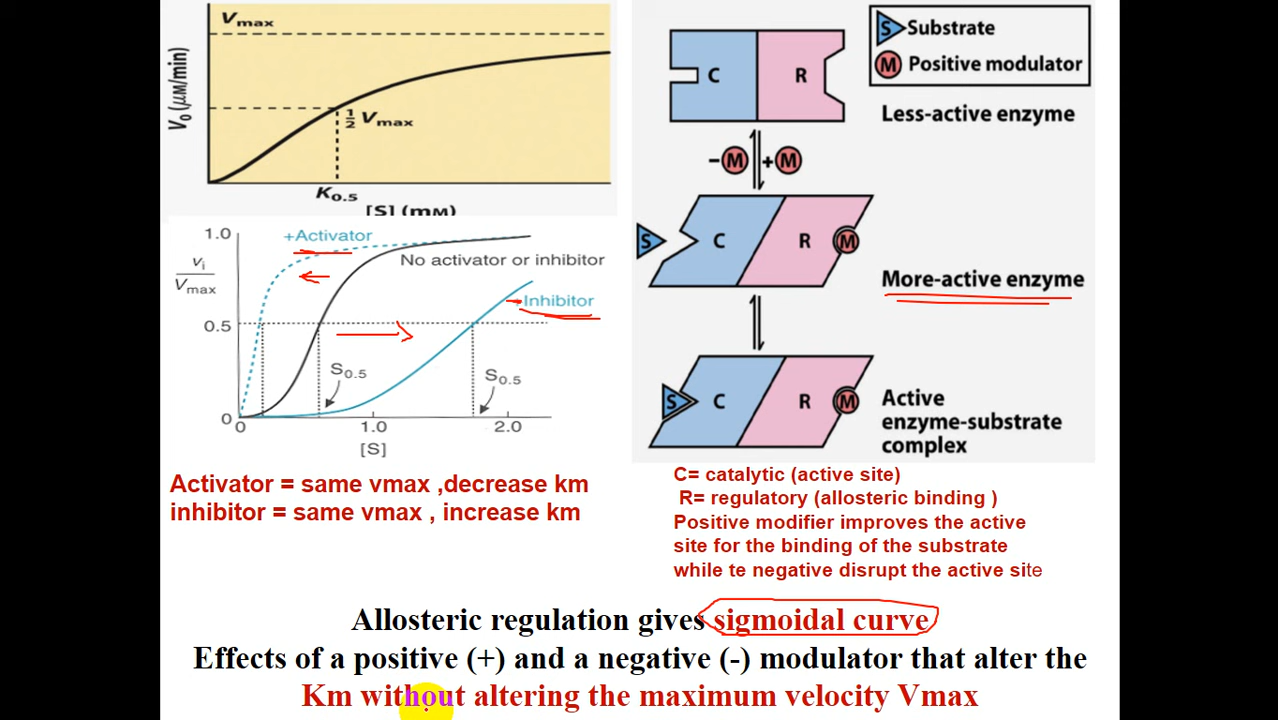 Vmax
V0 (μM/min)
1/2 Vmax
K0.5
[S] (mM)
1.0
+Activator
No activator or inhibitor
vi
Vmax
+Inhibitor
0.5
S0.5
S0.5
0
0
1.0
2.0
[S]
Activator = same vmax ,decrease km
inhibitor = same vmax , increase km
S Substrate
M Positive modulator
C
R
Less-active enzyme
- M + M
S
C
R
M
More-active enzyme
S
C
R
M
Active
enzyme-substrate
complex
C= catalytic (active site)
R= regulatory (allosteric binding )
Positive modifier improves the active
site for the binding of the substrate
while te negative disrupt the active site
Allosteric regulation gives sigmoidal curve
Effects of a positive (+) and a negative (-) modulator that alter the
Km without altering the maximum velocity Vmax